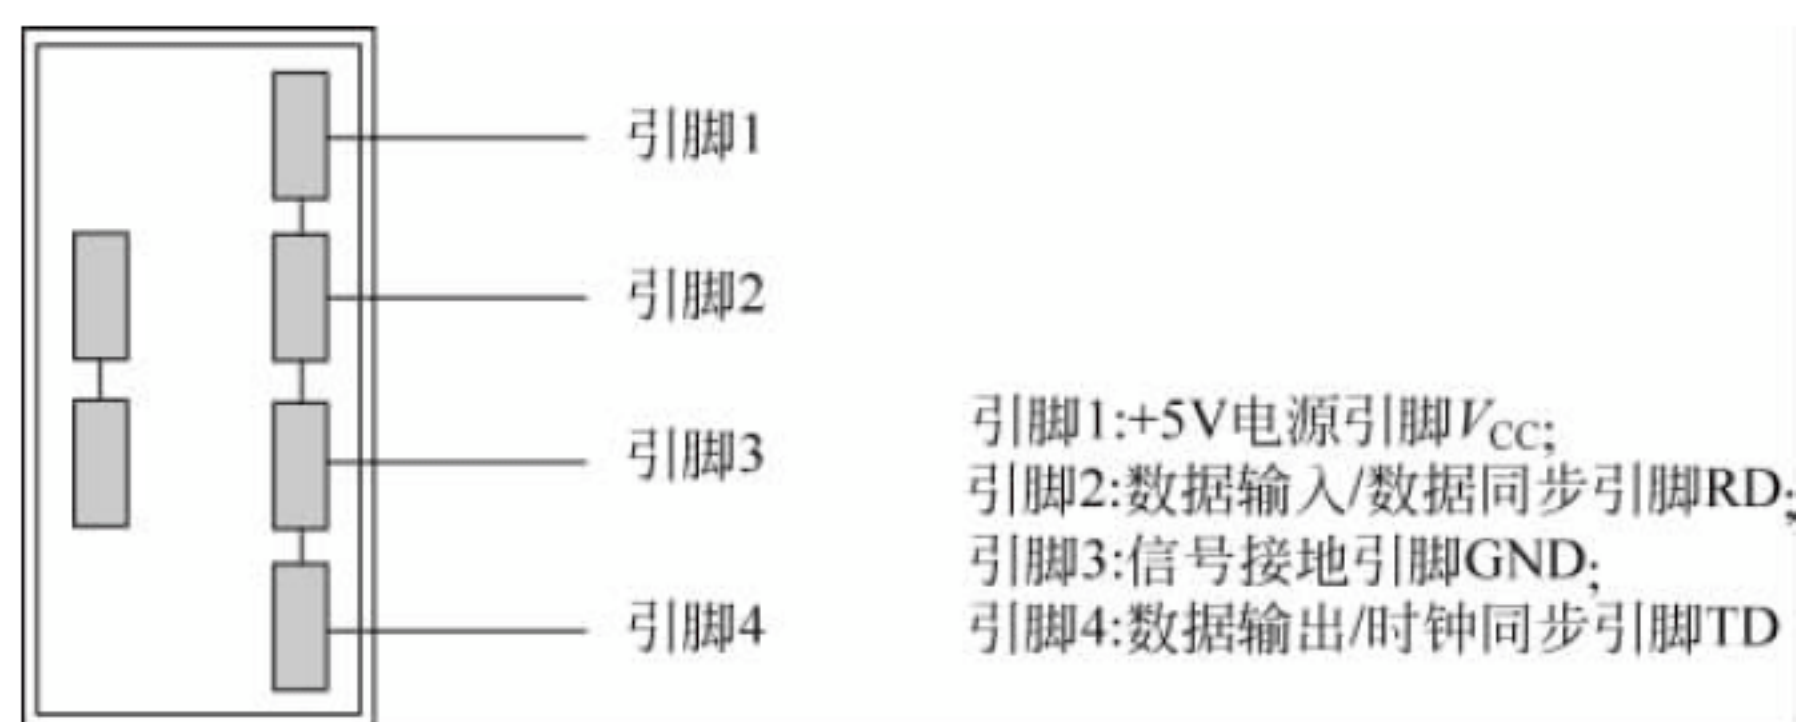 引脚1
引脚2
引脚3
引脚4
引脚1:+5V电源引脚VCC;
引脚2:数据输入/数据同步引脚RD;
引脚3:信号接地引脚GND;
引脚4:数据输出/时钟同步引脚TD